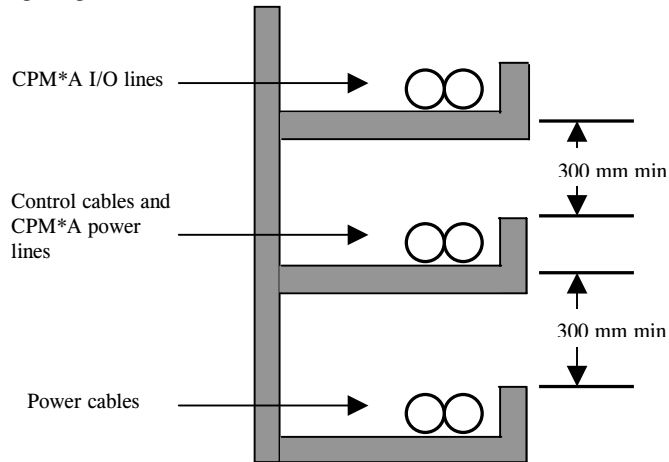 CPM*A I/O lines
300 mm min
Control cables and
CPM*A power
lines
300 mm min
Power cables